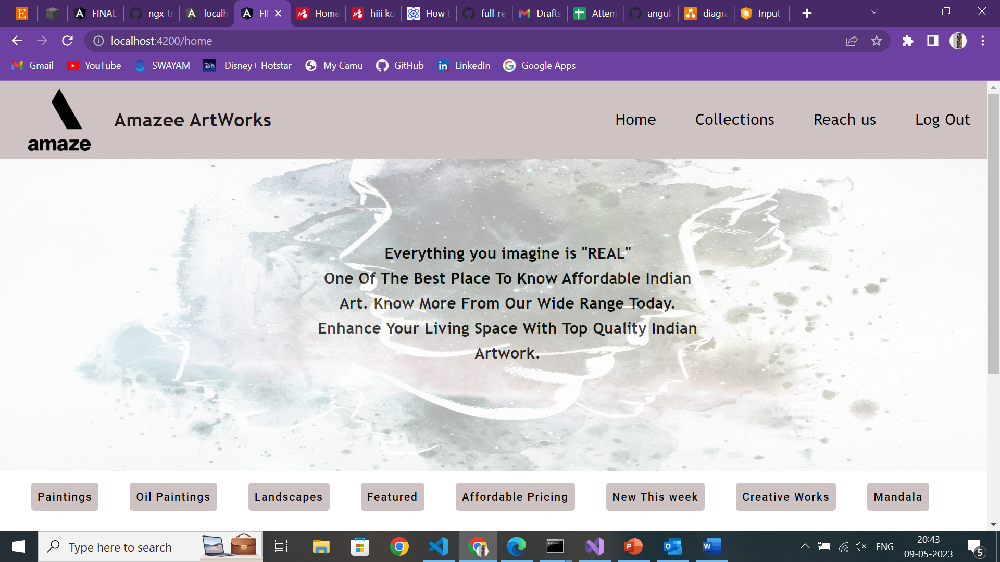 FINAL
ngx-tr
localh
FI
Home
hiii ko
How t
full-re
Drafts
Attem
angul
diagra
Input
localhost:4200/home
Gmail
YouTube
SWAYAM
Disney+ Hotstar
My Camu
GitHub
LinkedIn
Google Apps
amaze
Amazee ArtWorks
Home
Collections
Reach us
Log Out
Everything you imagine is "REAL"
One Of The Best Place To Know Affordable Indian
Art. Know More From Our Wide Range Today.
Enhance Your Living Space With Top Quality Indian
Artwork.
Paintings
Oil Paintings
Landscapes
Featured
Affordable Pricing
New This week
Creative Works
Mandala
Type here to search
ENG
20:43
09-05-2023
5